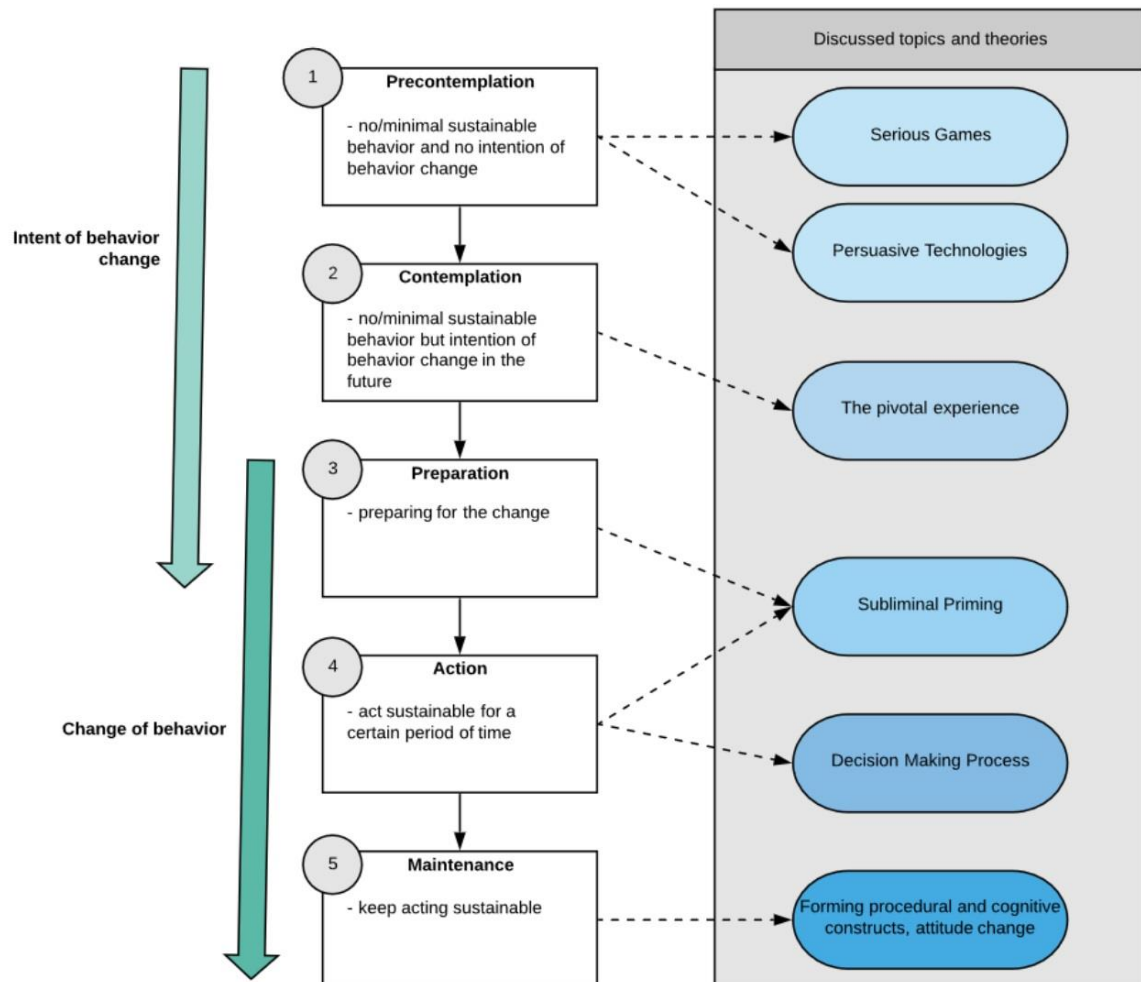 Discussed topics and theories
1
Precontemplation
- no/minimal sustainable
behavior and no intention of
behavior change
Serious Games
Persuasive Technologies
Intent of behavior
change
2
Contemplation
- no/minimal sustainable
behavior but intention of
behavior change in the
future
The pivotal experience
3
Preparation
- preparing for the change
Subliminal Priming
4
Action
- act sustainable for a
certain period of time
Change of behavior
Decision Making Process
5
Maintenance
- keep acting sustainable
Forming procedural and cognitive
constructs, attitude change